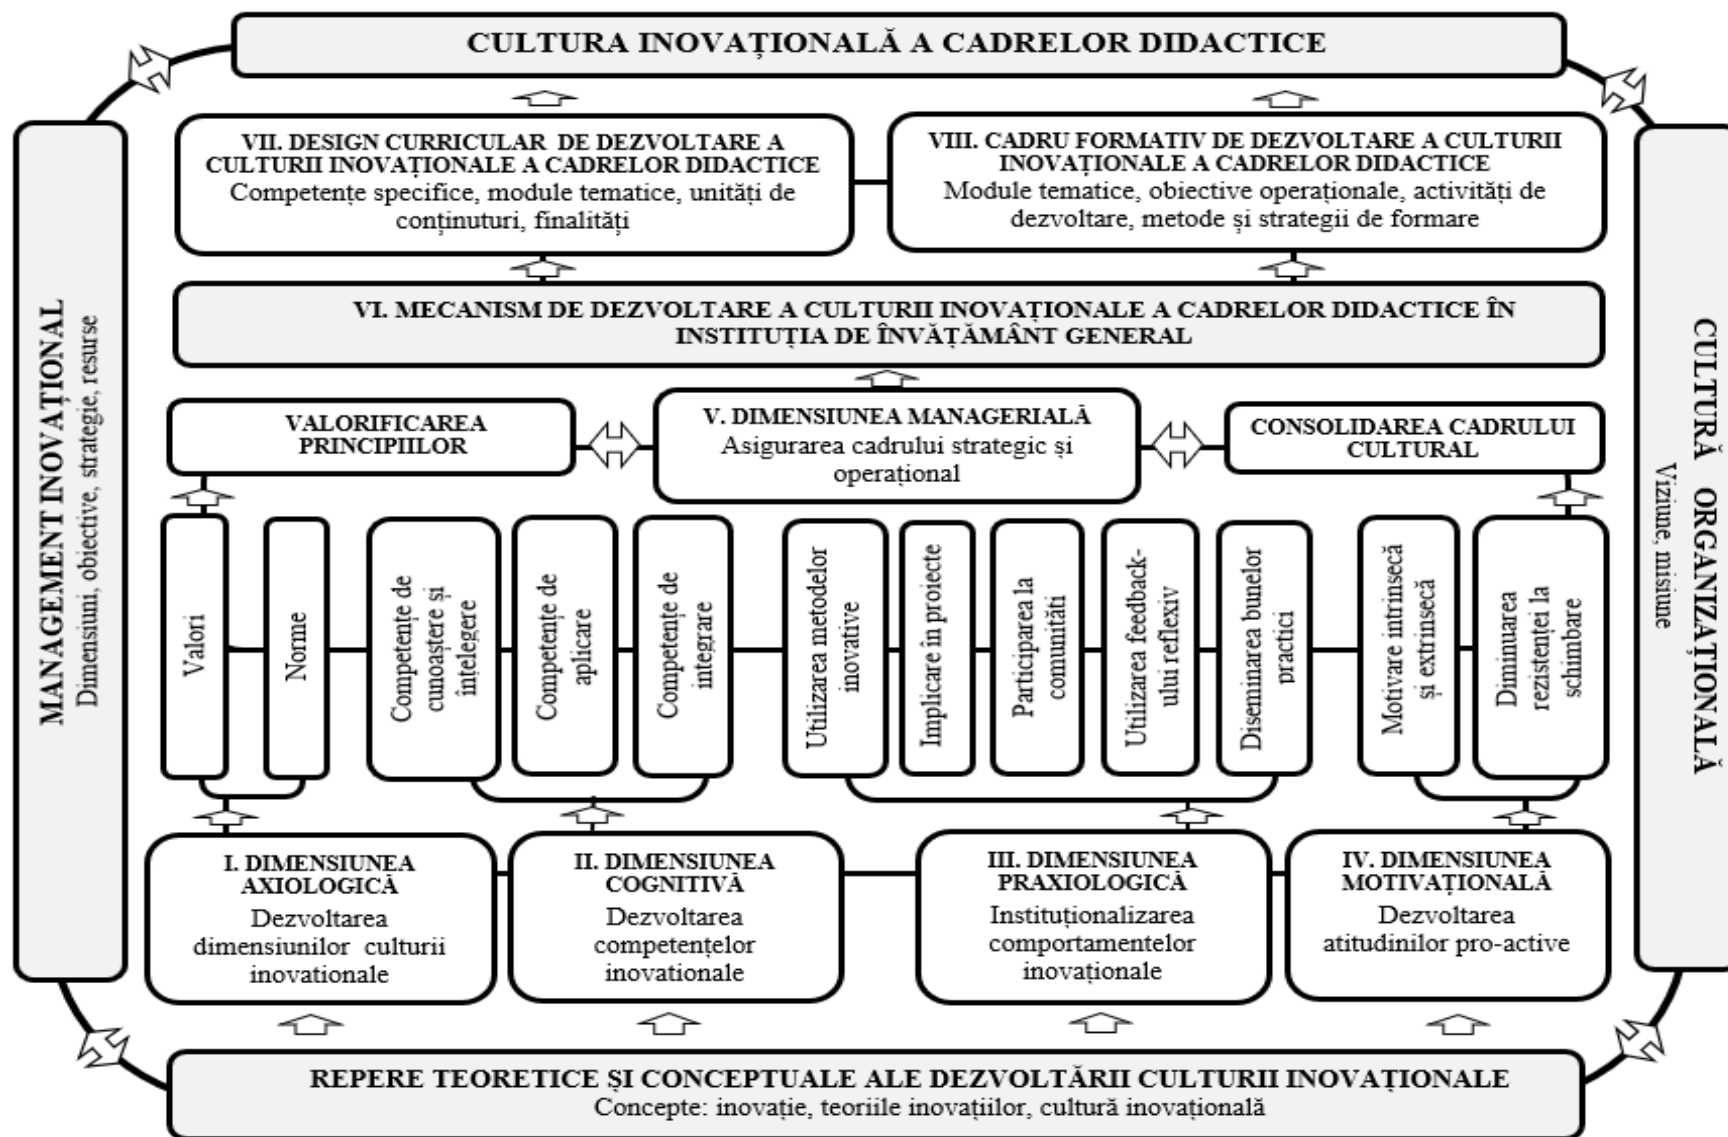 CULTURA INOVAȚIONALĂ A CADRELOR DIDACTICE
VII. DESIGN CURRICULAR DE DEZVOLTARE A
CULTURII INOVAȚIONALE A CADRELOR DIDACTICE
Competențe specifice, module tematice, unități de
conținuturi, finalități
VIII. CADRU FORMATIV DE DEZVOLTARE A CULTURII
INOVAȚIONALE A CADRELOR DIDACTICE
Module tematice, obiective operaționale, activități de
dezvoltare, metode și strategii de formare
MANAGEMENT INOVAȚIONAL
Dimensiuni, obiective, strategie, resurse
CULTURĂ ORGANIZAȚIONALĂ
Viziune, misiune
VI. MECANISM DE DEZVOLTARE A CULTURII INOVAȚIONALE A CADRELOR DIDACTICE ÎN
INSTITUȚIA DE ÎNVĂȚĂMÂNT GENERAL
VALORIFICAREA
PRINCIPIILOR
V. DIMENSIUNEA MANAGERIALĂ
Asigurarea cadrului strategic și
operațional
CONSOLIDAREA CADRULUI
CULTURAL
Valori
Norme
Competențe de
cunoaștere și
înțelegere
Competențe de
aplicare
Competențe de
integrare
Utilizarea metodelor
inovative
Implicare în proiecte
Participarea la
comunități
Utilizarea feedback-
ului reflexiv
Diseminarea bunelor
practici
Motivare intrinsecă
și extrinsecă
Diminuarea
rezistenței la
schimbare
I. DIMENSIUNEA
AXIOLOGICĂ
Dezvoltarea
dimensiunilor culturii
inovationale
II. DIMENSIUNEA
COGNITIVĂ
Dezvoltarea
competențelor
inovationale
III. DIMENSIUNEA
PRAXIOLOGICĂ
Instituționalizarea
comportamentelor
inovaționale
IV. DIMENSIUNEA
MOTIVAȚIONALĂ
Dezvoltarea
atitudinilor pro-active
REPERE TEORETICE ȘI CONCEPTUALE ALE DEZVOLTĂRII CULTURII INOVAȚIONALE
Concepte: inovație, teoriile inovațiilor, cultură inovațională